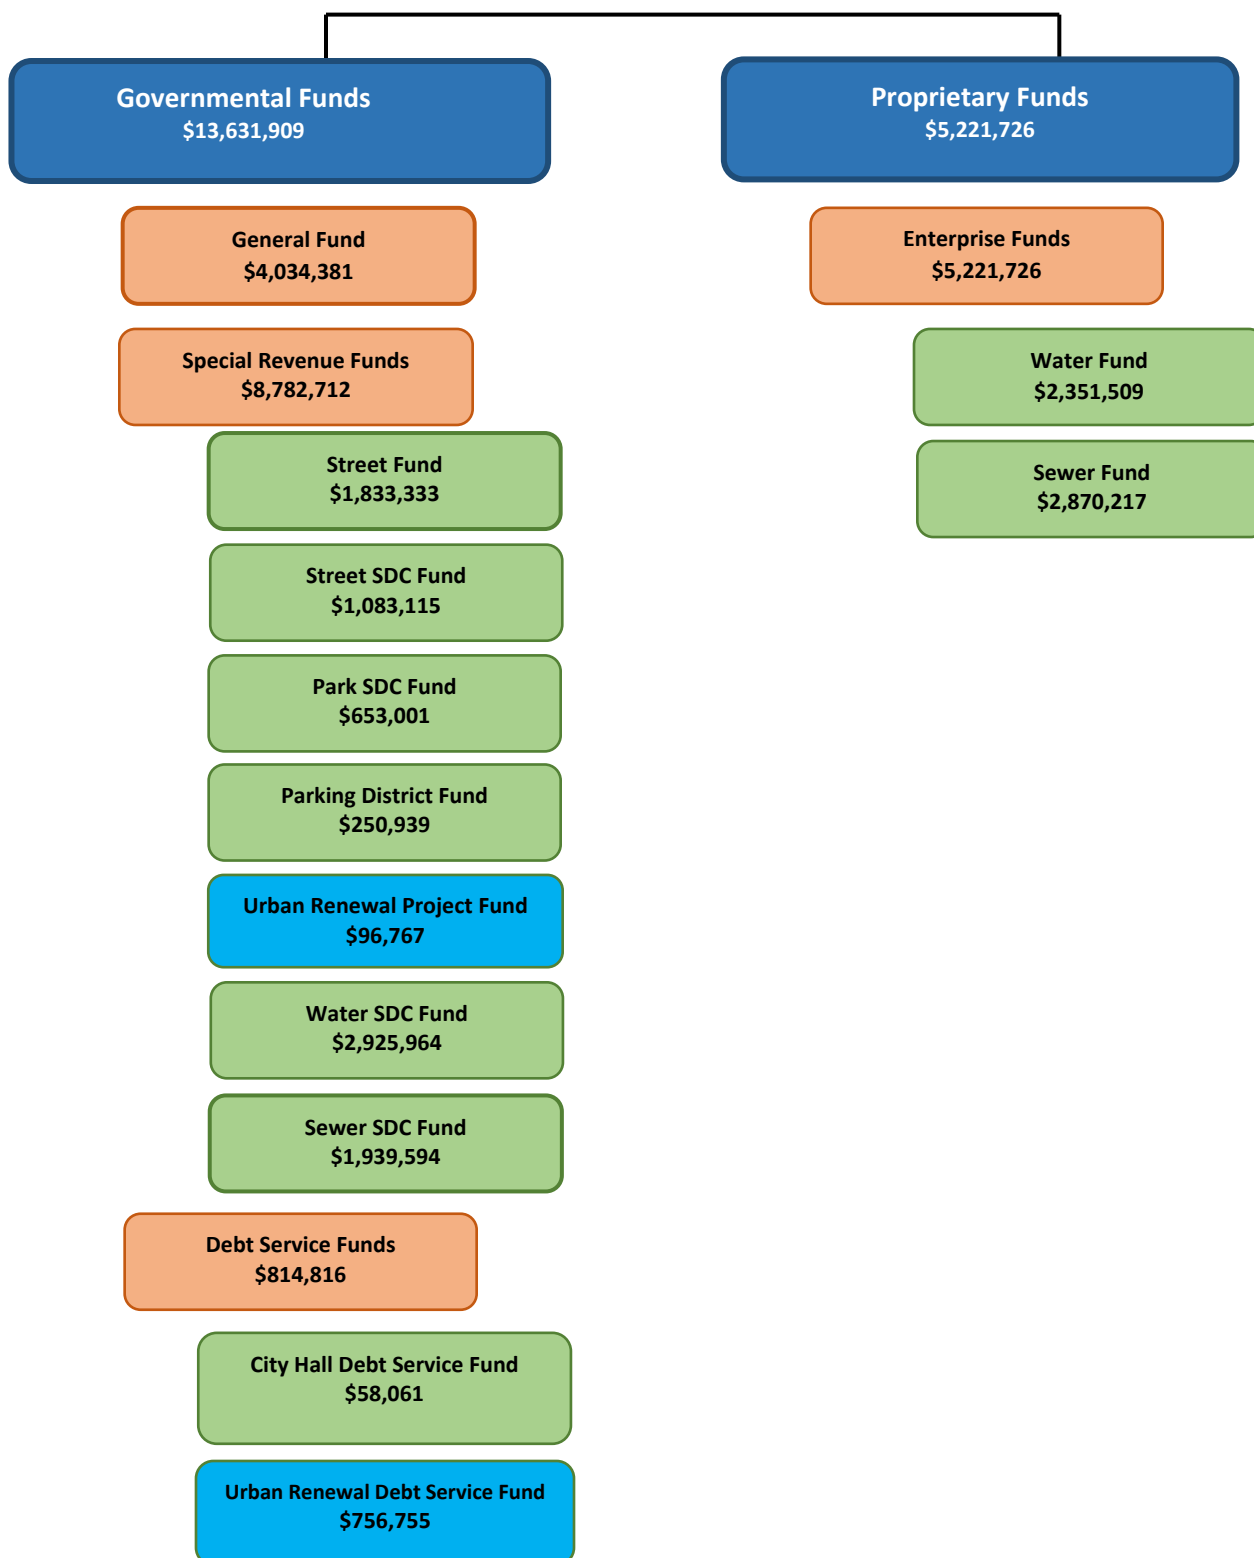 Governmental Funds
$13,631,909
General Fund
$4,034,381
Special Revenue Funds
$8,782,712
Street Fund
$1,833,333
Street SDC Fund
$1,083,115
Park SDC Fund
$653,001
Parking District Fund
$250,939
Urban Renewal Project Fund
$96,767
Water SDC Fund
$2,925,964
Sewer SDC Fund
$1,939,594
Debt Service Funds
$814,816
City Hall Debt Service Fund
$58,061
Urban Renewal Debt Service Fund
$756,755
Proprietary Funds
$5,221,726
Enterprise Funds
$5,221,726
Water Fund
$2,351,509
Sewer Fund
$2,870,217